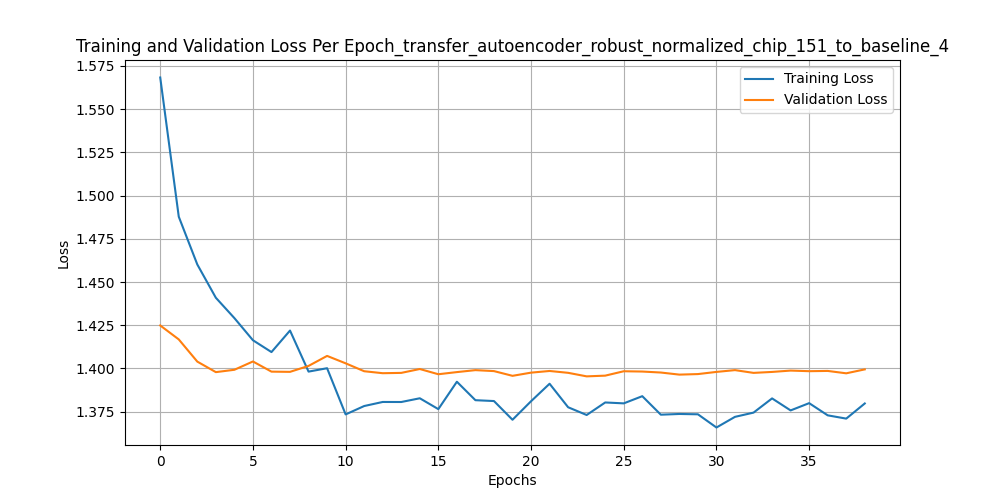 Training and Validation Loss Per Epoch_transfer_autoencoder_robust_normalized_chip_151_to_baseline_4
Training Loss
Validation Loss
1.575
1.550
1.525
1.500
1.475
1.450
1.425
1.400
1.375
Loss
0 5 10 15 20 25 30 35
Epochs